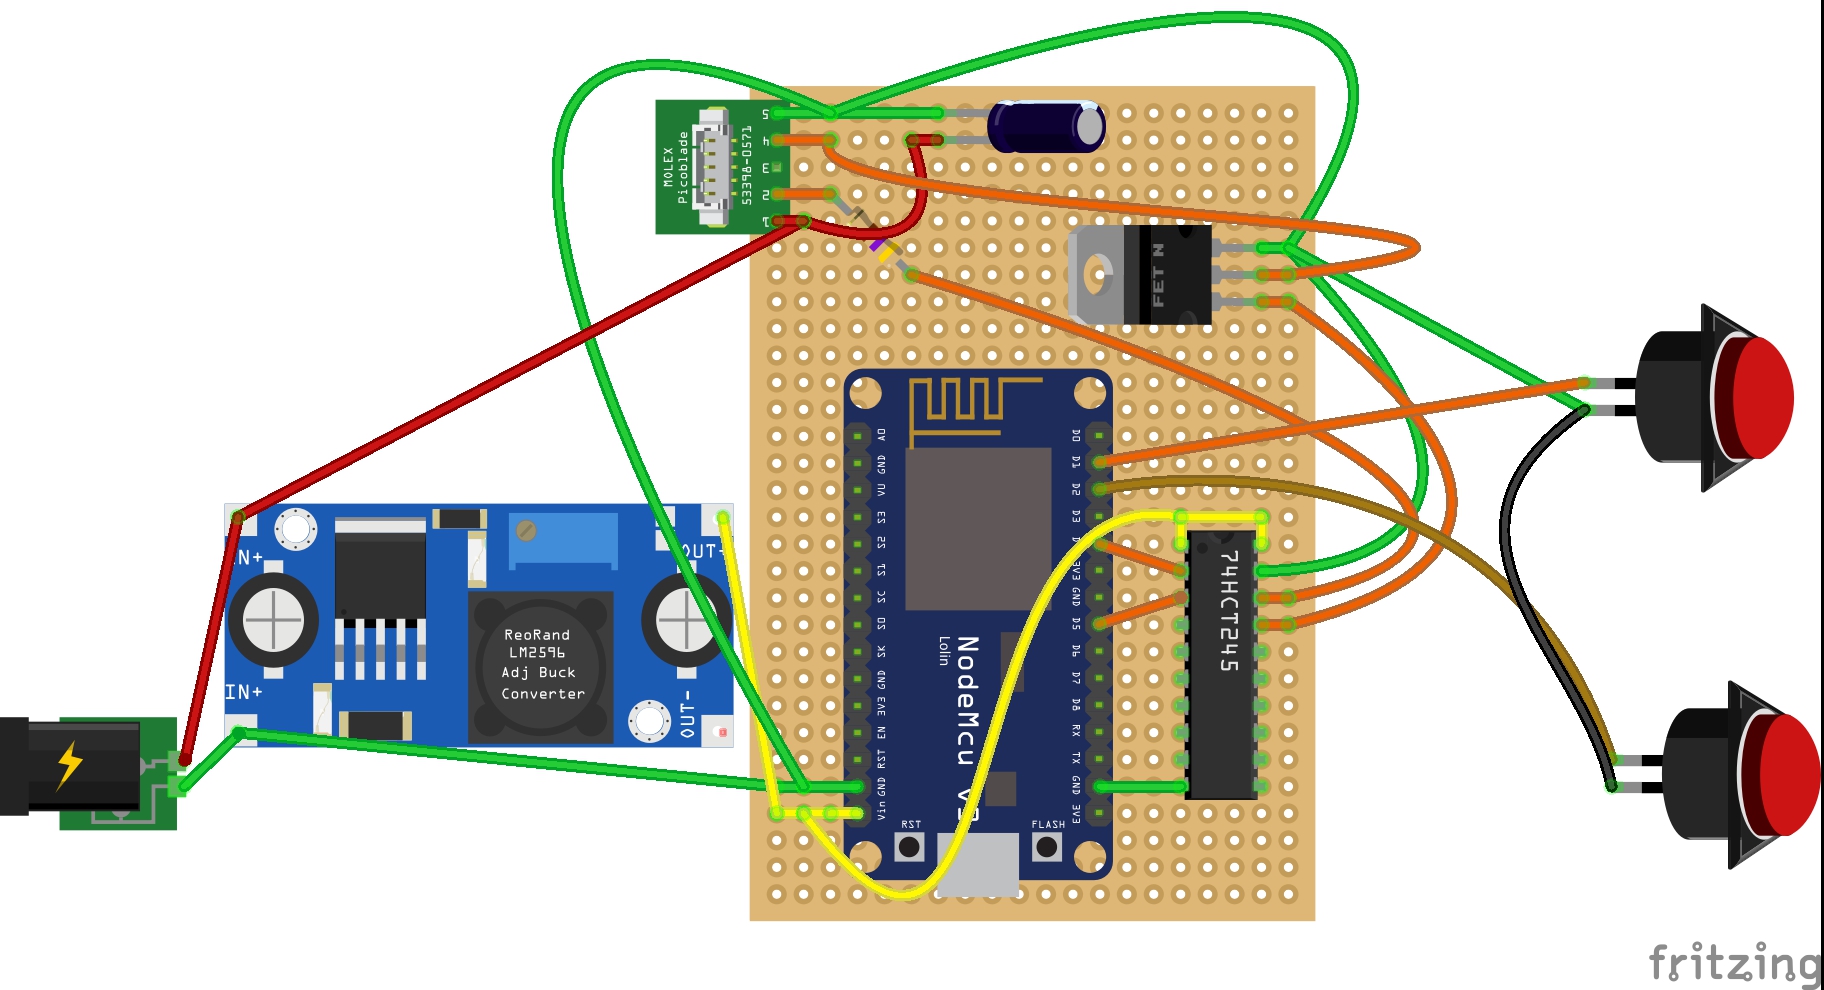 5
4
3
2
1
MOLEX
Picoblade
53398-0571
FET N
IN+
OUT+
IN+
OUT-
ReoRand
LM2596
Adj Buck
Converter
A0
GND
VU
S3
S2
S1
SC
S0
SK
GND
3V3
EN
RST
GND
Vin
D0
D1
D2
D3
3V3
GND
D5
D6
D7
D8
RX
TX
GND
3V3
NodeMcu v3
Lolin
RST
FLASH
74HCT245
fritzing